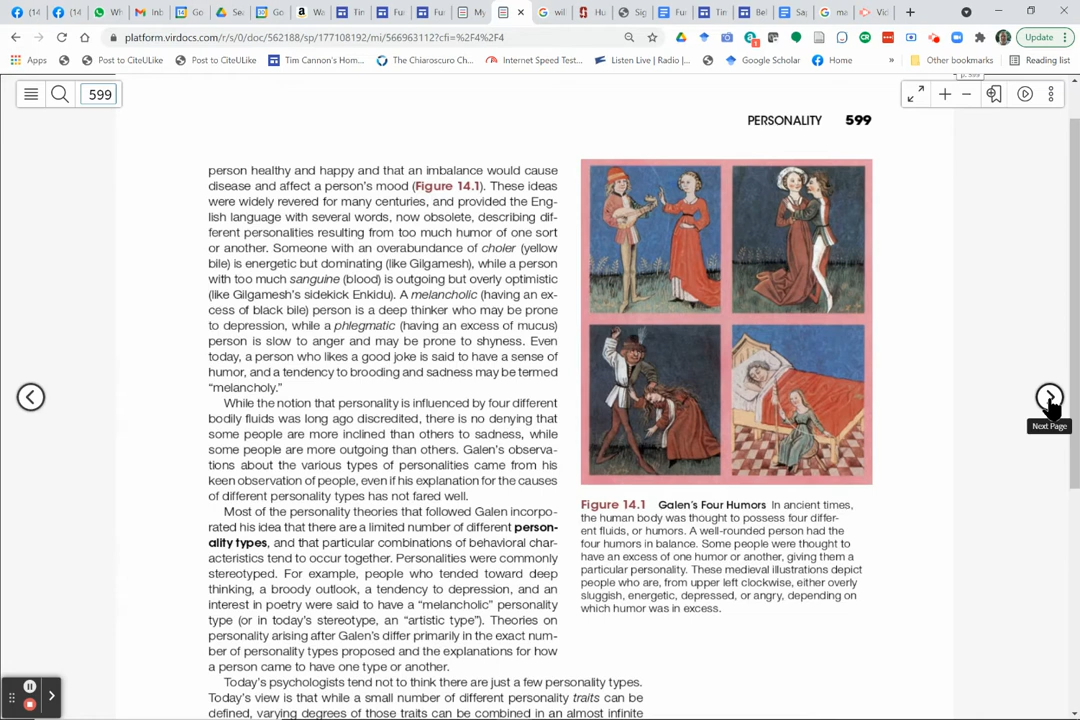 (14
(14
Wh
Inb
Go
Se
Go
Wa
Tin
Fu
Fu
My
wil
Hu
Sig
Fu
Tin
Be
Sa
ma
Vid
platform.virdocs.com/r/s/0/doc/562188/sp/177108192/mi/566963112?cfi=%2F4%2F4
Update
Apps
Post to CiteULike
Post to CiteULike
Tim Cannon's Hom...
The Chiaroscuro Ch...
Internet Speed Test...
Listen Live | Radio |...
Google Scholar
Home
»
Other bookmarks
Reading list
599
p. 599
PERSONALITY 599
person healthy and happy and that an imbalance would cause
disease and affect a person's mood (Figure 14.1). These ideas
were widely revered for many centuries, and provided the Eng-
lish language with several words, now obsolete, describing dif-
ferent personalities resulting from too much humor of one sort
or another. Someone with an overabundance of choler (yellow
bile) is energetic but dominating (like Gilgamesh), while a person
with too much sanguine (blood) is outgoing but overly optimistic
(like Gilgamesh's sidekick Enkidu). A melancholic (having an ex-
cess of black bile) person is a deep thinker who may be prone
to depression, while a phlegmatic (having an excess of mucus)
person is slow to anger and may be prone to shyness. Even
today, a person who likes a good joke is said to have a sense of
humor, and a tendency to brooding and sadness may be termed
"melancholy."
While the notion that personality is influenced by four different
bodily fluids was long ago discredited, there is no denying that
some people are more inclined than others to sadness, while
some people are more outgoing than others. Galen's observa-
tions about the various types of personalities came from his
keen observation of people, even if his explanation for the causes
of different personality types has not fared well.
Most of the personality theories that followed Galen incorpo-
rated his idea that there are a limited number of different person-
ality types, and that particular combinations of behavioral char-
acteristics tend to occur together. Personalities were commonly
stereotyped. For example, people who tended toward deep
thinking, a broody outlook, a tendency to depression, and an
interest in poetry were said to have a "melancholic" personality
type (or in today's stereotype, an "artistic type"). Theories on
personality arising after Galen's differ primarily in the exact num-
ber of personality types proposed and the explanations for how
a person came to have one type or another.
Today's psychologists tend not to think there are just a few personality types.
Today's view is that while a small number of different personality traits can be
defined, varying degrees of those traits can be combined in an almost infinite
Figure 14.1 Galen's Four Humors In ancient times,
the human body was thought to possess four differ-
ent fluids, or humors. A well-rounded person had the
four humors in balance. Some people were thought to
have an excess of one humor or another, giving them a
particular personality. These medieval illustrations depict
people who are, from upper left clockwise, either overly
sluggish, energetic, depressed, or angry, depending on
which humor was in excess.
Next Page